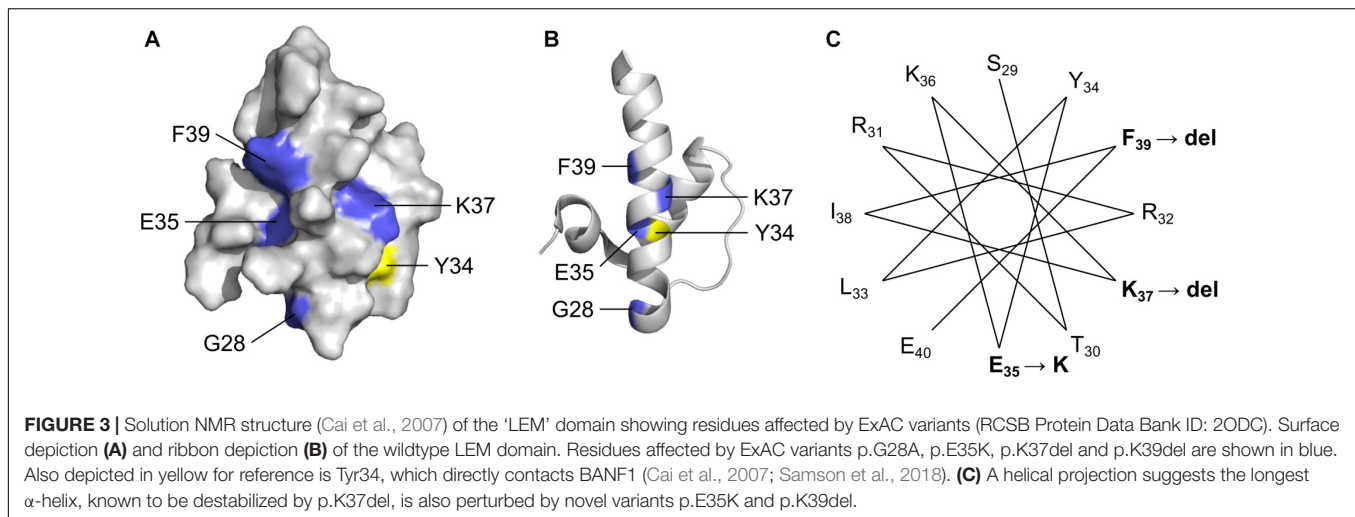 A
B
C
F39
K37
E35
Y34
G28
F39
K37
Y34
E35
G28
S29
K36
Y34
R31
F39 → del
I38
R32
L33
K37 → del
E40
T30
E35 → K
FIGURE 3 | Solution NMR structure (Cai et al., 2007) of the ‘LEM’ domain showing residues affected by ExAC variants (RCSB Protein Data Bank ID: 2ODC). Surface
depiction (A) and ribbon depiction (B) of the wildtype LEM domain. Residues affected by ExAC variants p.G28A, p.E35K, p.K37del and p.K39del are shown in blue.
Also depicted in yellow for reference is Tyr34, which directly contacts BANF1 (Cai et al., 2007; Samson et al., 2018). (C) A helical projection suggests the longest
α-helix, known to be destabilized by p.K37del, is also perturbed by novel variants p.E35K and p.K39del.